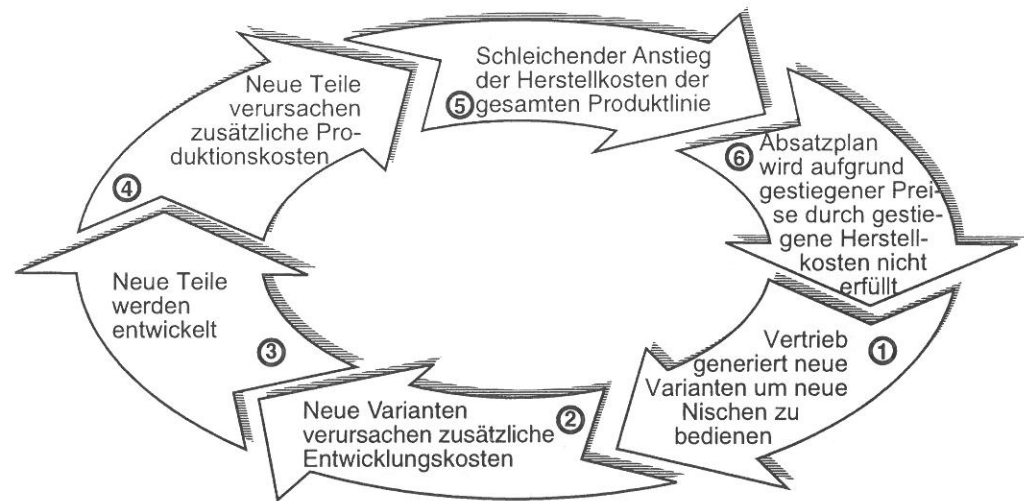 ①
Vertrieb
generiert neue
Varianten um neue
Nischen zu
bedienen
②
Neue Varianten
verursachen zusätzliche
Entwicklungskosten
③
Neue Teile
werden
entwickelt
④
Neue Teile
verursachen
zusätzliche Pro-
duktionskosten
⑤
Schleichender Anstieg
der Herstellkosten der
gesamten Produktlinie
⑥
Absatzplan
wird aufgrund
gestiegener Prei-
se durch gestie-
gene Herstell-
kosten nicht
erfüllt